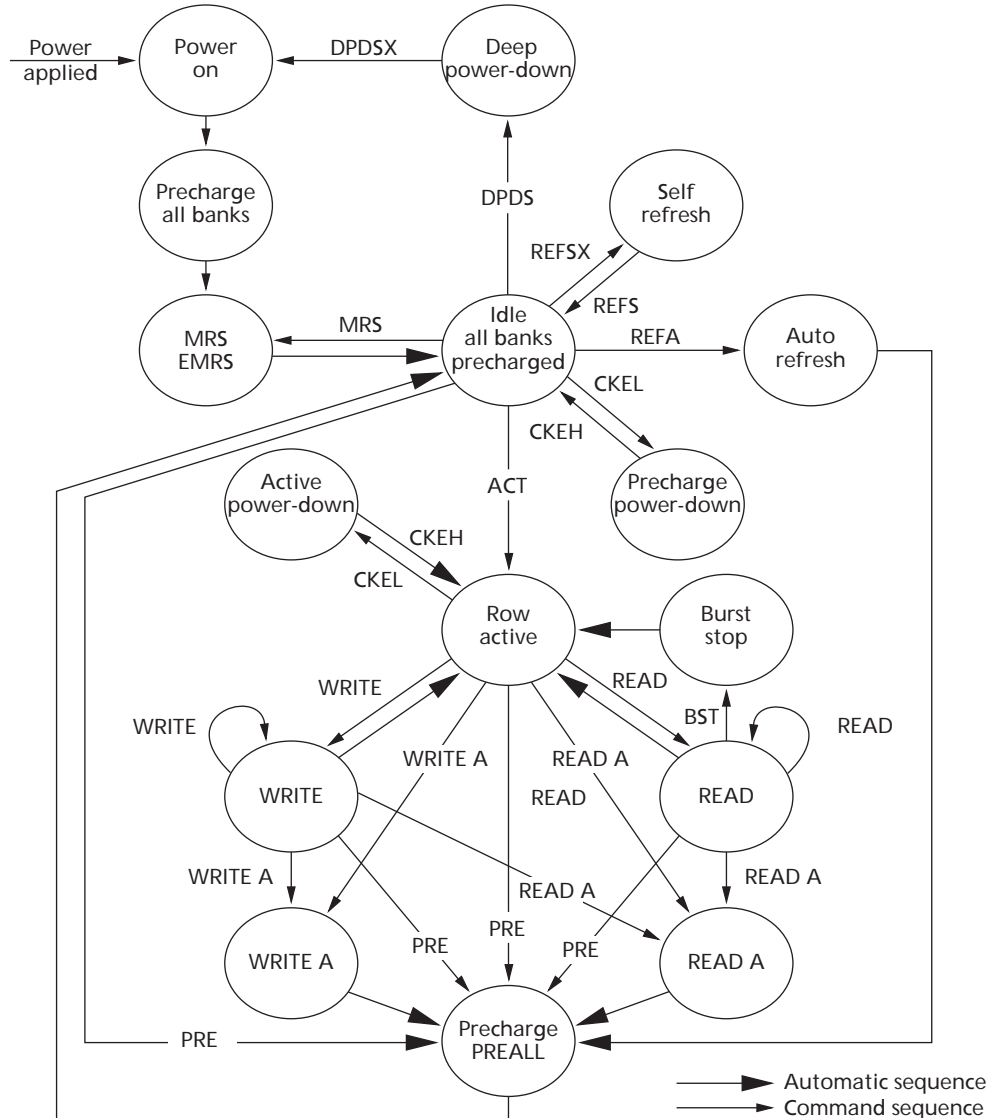 Power
applied
Power
on
DPDSX
Deep
power-down
Precharge
all banks
DPDS
Self
refresh
REFSX
REFS
MRS
EMRS
MRS
Idle
all banks
precharged
REFA
Auto
refresh
CKEL
CKEH
Active
power-down
ACT
Precharge
power-down
CKEH
CKEL
Row
active
Burst
stop
WRITE
READ
WRITE
BST
READ
WRITE A
READ A
WRITE
READ
READ
WRITE A
READ A
READ A
PRE
PRE
PRE
WRITE A
READ A
Precharge
PREALL
PRE
Automatic sequence
Command sequence